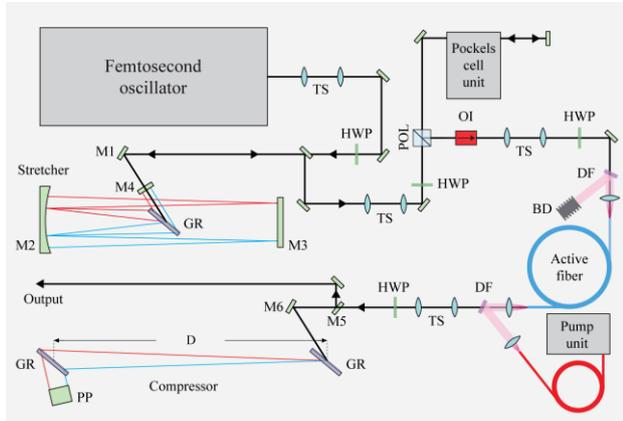 Femtosecond
oscillator
TS
HWP
Pockels
cell
unit
POL
OI
TS
HWP
M1
Stretcher
M4
GR
M2
M3
TS
HWP
DF
BD
Active
fiber
Output
M6
M5
HWP
TS
DF
Pump
unit
D
GR
GR
PP
Compressor